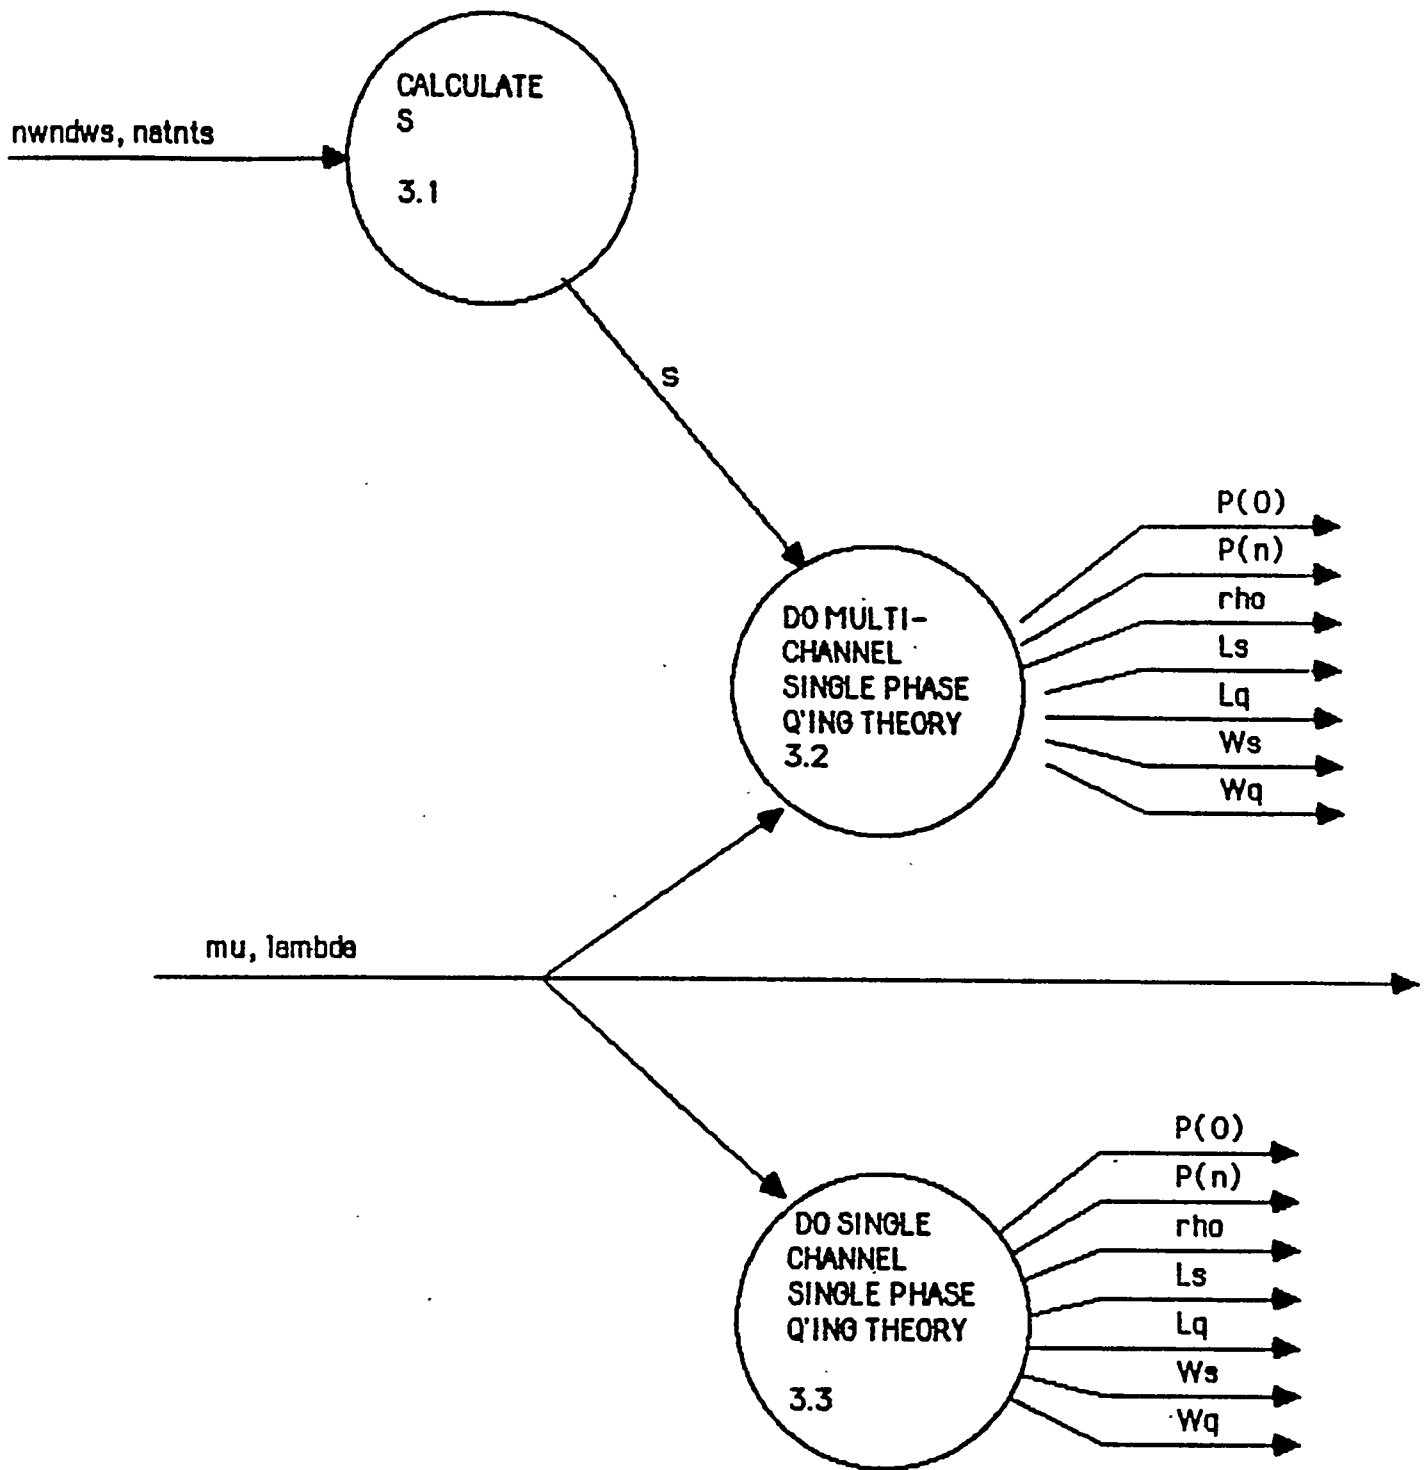 CALCULATE
S
3.1
nwndws, natnts
S
P(0)
P(n)
rho
Ls
Lq
Ws
Wq
DO MULTI-
CHANNEL
SINGLE PHASE
Q'ING THEORY
3.2
mu, lambda
P(0)
P(n)
rho
Ls
Lq
Ws
Wq
DO SINGLE
CHANNEL
SINGLE PHASE
Q'ING THEORY
3.3